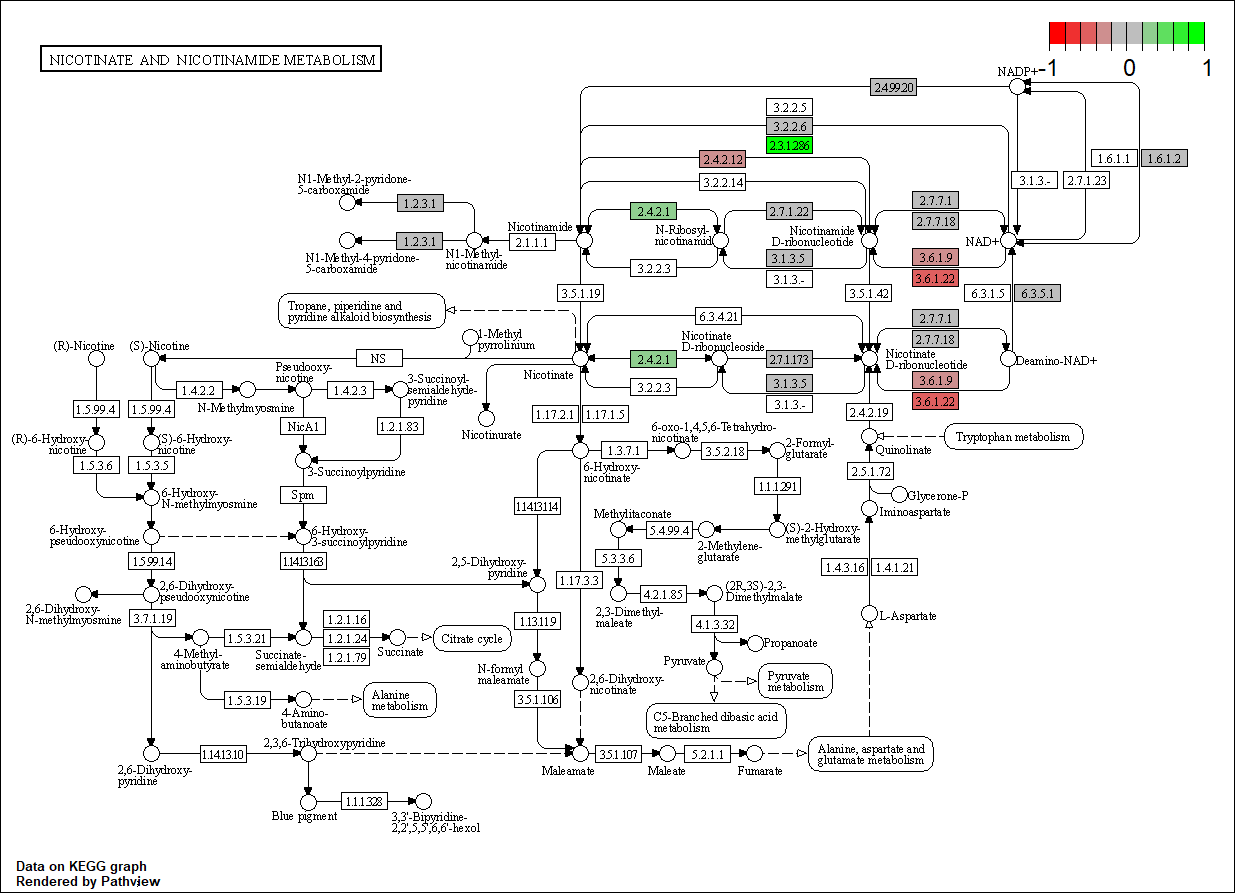 NICOTINATE AND NICOTINAMIDE METABOLISM
-1 0 1
NADP+
2.4.99.20
3.2.2.5
3.2.2.6
2.3.1.286
2.4.2.12
3.2.2.14
1.6.1.1
1.6.1.2
3.1.3.-
2.7.1.23
N1-Methyl-2-pyridone-
5-carboxamide
1.2.3.1
1.2.3.1
N1-Methyl-4-pyridone-
5-carboxamide
N1-Methyl-
nicotinamide
2.1.1.1
Nicotinamide
2.4.2.1
N-Ribosyl-
nicotinamid
3.2.2.3
2.7.1.22
3.1.3.5
3.1.3.-
Nicotinamide
D-ribonucleotide
2.7.7.1
2.7.7.18
3.6.1.9
3.6.1.22
NAD+
3.5.1.19
3.5.1.42
6.3.1.5
6.3.5.1
Tropane, piperidine and
pyridine alkaloid biosynthesis
6.3.4.21
(R)-Nicotine
(S)-Nicotine
NS
1-Methyl
pyrrolinium
Nicotinate
2.4.2.1
3.2.2.3
Nicotinate
D-ribonucleoside
2.7.1.173
3.1.3.5
3.1.3.-
Nicotinate
D-ribonucleotide
2.7.7.1
2.7.7.18
3.6.1.9
3.6.1.22
Deamino-NAD+
1.4.2.2
N-Methylmyosmine
Pseudooxy-
nicotine
1.4.2.3
3-Succinoyl-
semialdehyde-
pyridine
1.5.99.4
1.5.99.4
NicA1
1.2.1.83
Nicotinurate
1.17.2.1
1.17.1.5
2.4.2.19
(R)-6-Hydroxy-
nicotine
(S)-6-Hydroxy-
nicotine
1.5.3.6
1.5.3.5
3-Succinoylpyridine
6-Hydroxy-
nicotinate
1.3.7.1
6-oxo-1,4,5,6-Tetrahydro-
nicotinate
3.5.2.18
2-Formyl-
glutarate
Quinolinate
Tryptophan metabolism
2.5.1.72
6-Hydroxy-
N-methylmyosmine
Spm
1.14.13.114
1.1.1.291
Glycerone-P
Iminoaspartate
6-Hydroxy-
pseudooxynicotine
6-Hydroxy-
3-succinoylpyridine
Methylitaconate
5.4.99.4
2-Methylene-
glutarate
(S)-2-Hydroxy-
methylglutarate
1.5.99.14
1.14.13.163
2,5-Dihydroxy-
pyridine
5.3.3.6
1.17.3.3
1.4.3.16
1.4.1.21
2,6-Dihydroxy-
N-methylmyosmine
2,6-Dihydroxy-
pseudooxynicotine
3.7.1.19
2,3-Dimethyl-
maleate
4.2.1.85
(2R,3S)-2,3-
Dimethylmalate
4.1.3.32
L-Aspartate
1.13.11.9
4-Methyl-
aminobutyrate
1.5.3.21
Succinate-
semialdehyde
1.2.1.16
1.2.1.24
1.2.1.79
Succinate
Citrate cycle
Propanoate
Pyruvate
Pyruvate
metabolism
N-formyl
maleamate
2,6-Dihydroxy-
nicotinate
1.5.3.19
4-Amino-
butanoate
Alanine
metabolism
3.5.1.106
C5-Branched dibasic acid
metabolism
2,6-Dihydroxy-
pyridine
1.14.13.10
2,3,6-Trihydroxypyridine
Maleamate
3.5.1.107
Maleate
5.2.1.1
Fumarate
Alanine, aspartate and
glutamate metabolism
Blue pigment
1.1.1.328
3,3'-Bipyridine-
2,2',5,5',6,6'-hexol
Data on KEGG graph
Rendered by Pathview